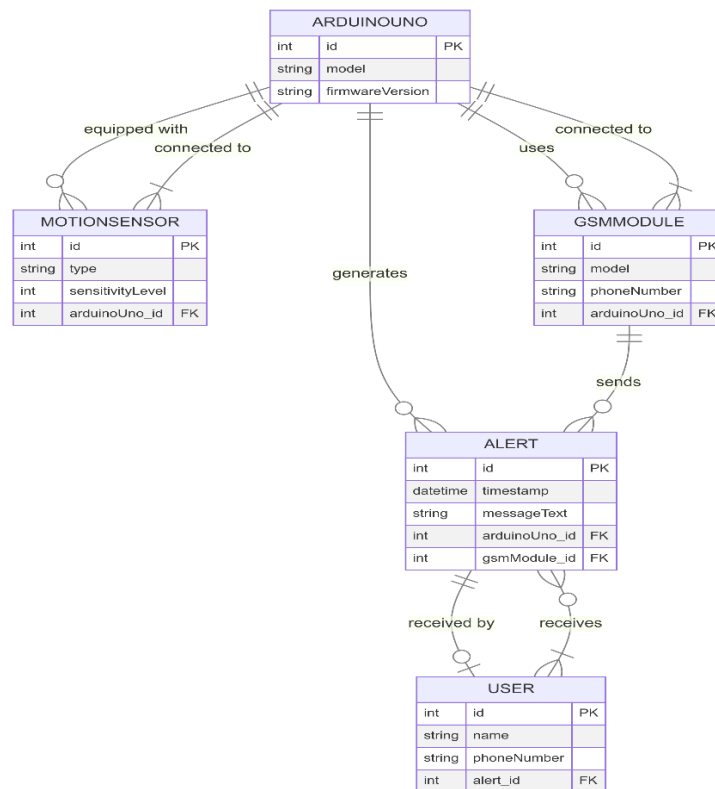 ARDUINOUNO
int id PK
string model
string firmwareVersion
equipped with
connected to
uses
connected to
MOTIONSENSOR
int id PK
string type
int sensitivityLevel
int arduinoUno_id FK
GSMMODULE
int id PK
string model
string phoneNumber
int arduinoUno_id FK
generates
sends
ALERT
int id PK
datetime timestamp
string messageText
int arduinoUno_id FK
int gsmModule_id FK
received by
receives
USER
int id PK
string name
string phoneNumber
int alert_id FK